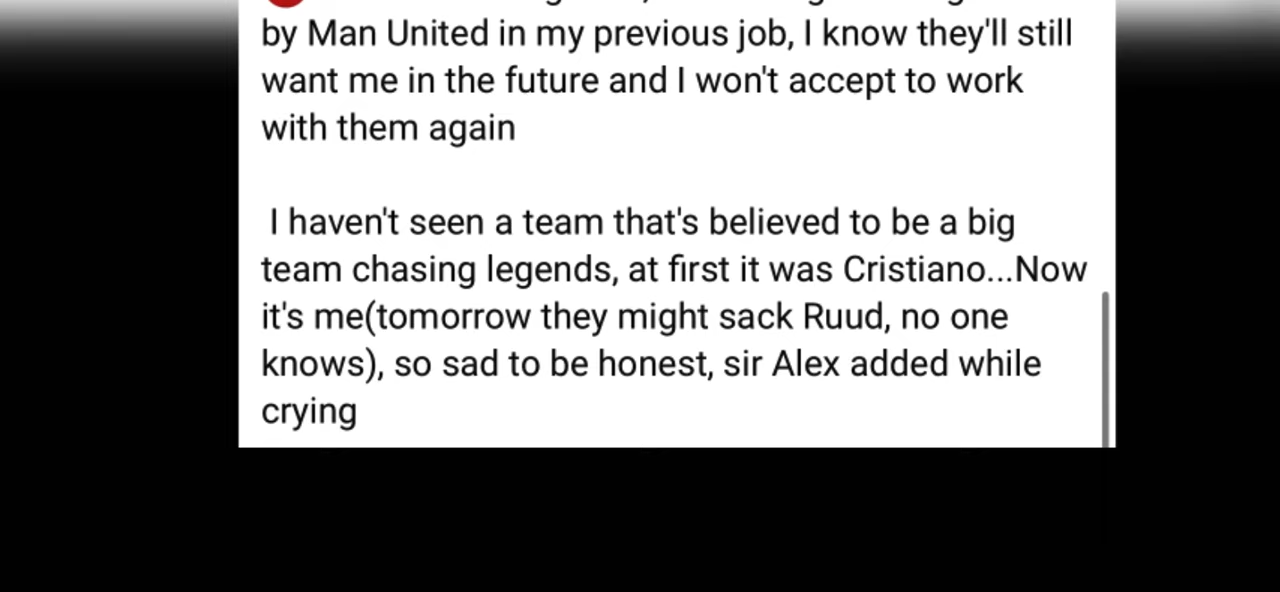 by Man United in my previous job, I know they'll still
want me in the future and I won't accept to work
with them again
I haven't seen a team that's believed to be a big
team chasing legends, at first it was Cristiano...Now
it's me(tomorrow they might sack Ruud, no one
knows), so sad to be honest, sir Alex added while
crying